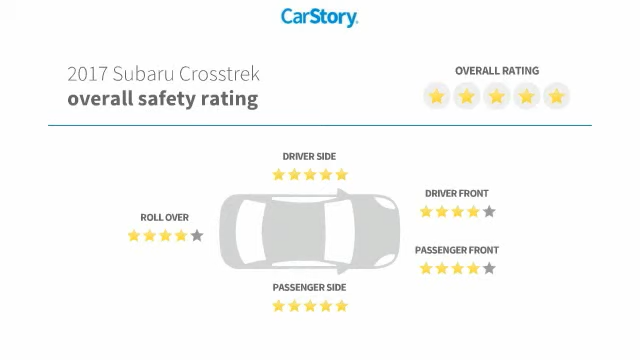 CarStory.
2017 Subaru Crosstrek
overall safety rating
OVERALL RATING
DRIVER SIDE
DRIVER FRONT
ROLL OVER
PASSENGER FRONT
PASSENGER SIDE